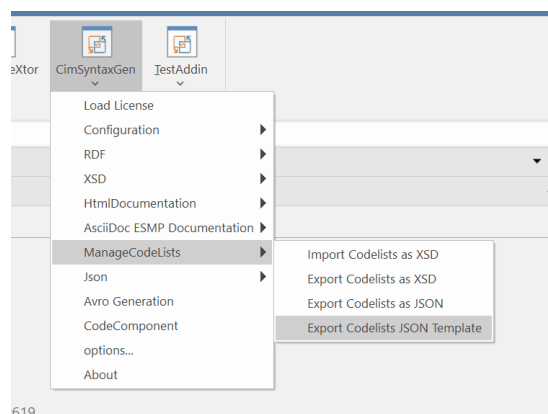 eXtor
CimSyntaxGen
TestAddin
Load License
Configuration
RDF
XSD
HtmlDocumentation
AsciiDoc ESMP Documentation
ManageCodeLists
Json
Avro Generation
CodeComponent
options...
About
Import Codelists as XSD
Export Codelists as XSD
Export Codelists as JSON
Export Codelists JSON Template
619